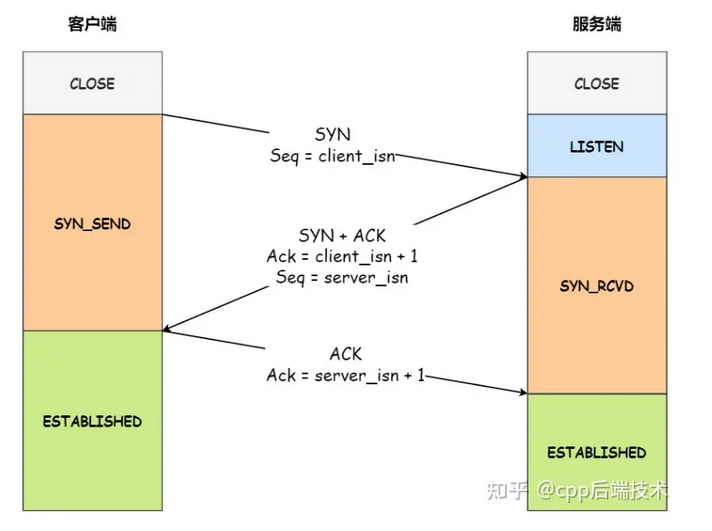 客户端
服务端
CLOSE
CLOSE
SYN
Seq = client_isn
LISTEN
SYN_SEND
SYN + ACK
Ack = client_isn + 1
Seq = server_isn
SYN_RCVD
ACK
Ack = server_isn + 1
ESTABLISHED
ESTABLISHED
知乎 @cpp后端技术